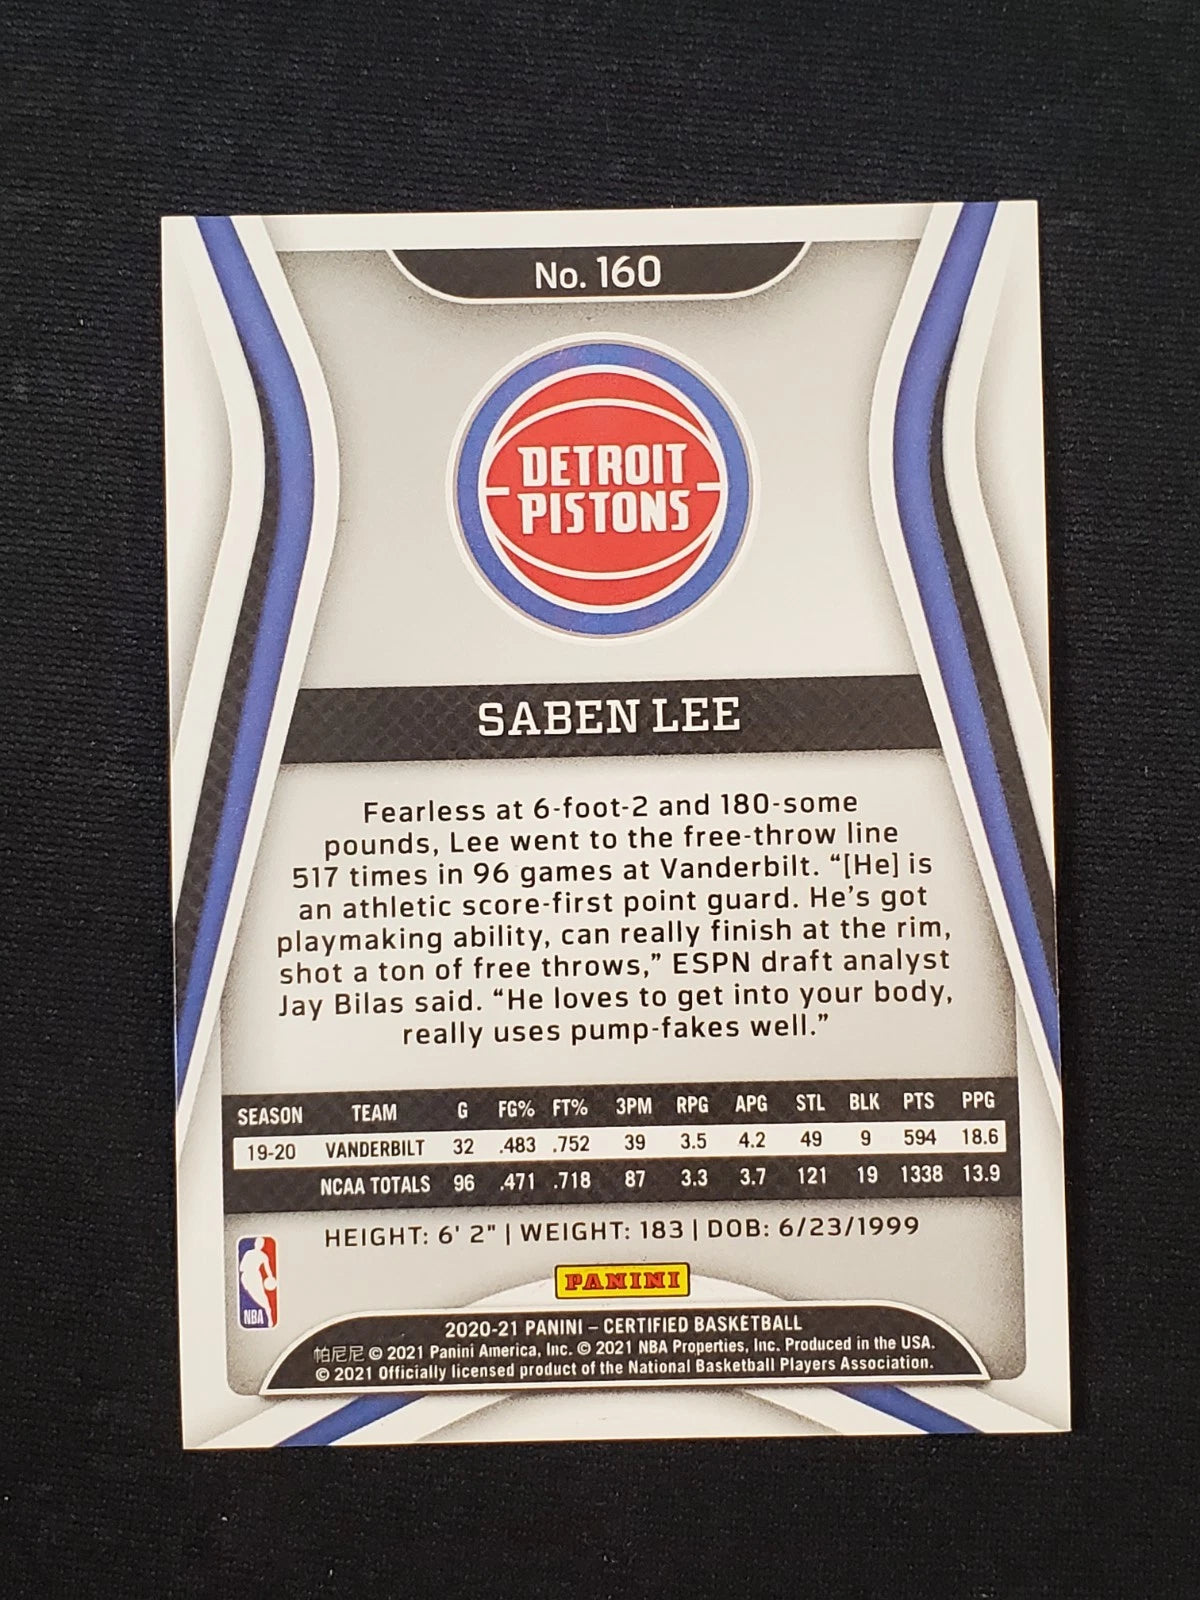 No. 160
DETROIT
PISTONS
SABEN LEE
Fearless at 6-foot-2 and 180-some
pounds, Lee went to the free-throw line
517 times in 96 games at Vanderbilt. “[He] is
an athletic score-first point guard. He’s got
playmaking ability, can really finish at the rim,
shot a ton of free throws,” ESPN draft analyst
Jay Bilas said. “He loves to get into your body,
really uses pump-fakes well.”
SEASON TEAM G FG% FT% 3PM RPG APG STL BLK PTS PPG
19-20 VANDERBILT 32 .483 .752 39 3.5 4.2 49 9 594 18.6
NCAA TOTALS 96 .471 .718 87 3.3 3.7 121 19 1338 13.9
HEIGHT: 6' 2" | WEIGHT: 183 | DOB: 6/23/1999
NBA
PANINI
2020-21 PANINI – CERTIFIED BASKETBALL
帕尼尼 © 2021 Panini America, Inc. © 2021 NBA Properties, Inc. Produced in the USA.
© 2021 Officially licensed product of the National Basketball Players Association.